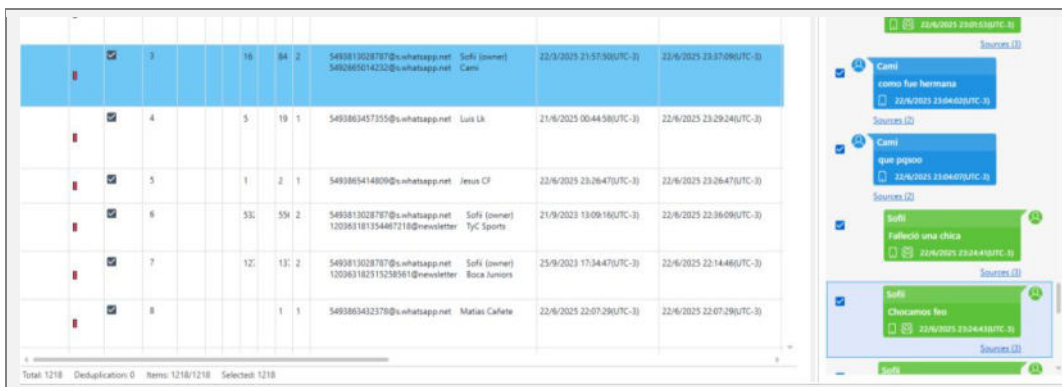 3 16 84 2 5493813028787@s.whatsapp.net Sofii (owner) 22/3/2025 21:57:50(UTC-3) 22/6/2025 23:37:09(UTC-3)
5492665014232@s.whatsapp.net Cami
4 5 19 1 5493863457355@s.whatsapp.net Luis Lk 21/6/2025 00:44:58(UTC-3) 22/6/2025 23:29:24(UTC-3)
5 1 2 1 5493865414809@s.whatsapp.net Jesus CF 22/6/2025 23:26:47(UTC-3) 22/6/2025 23:26:47(UTC-3)
6 53 55 2 5493813028787@s.whatsapp.net Sofii (owner) 21/9/2023 13:09:16(UTC-3) 22/6/2025 22:36:09(UTC-3)
120363181354467218@newsletter TyC Sports
7 12 13 2 5493813028787@s.whatsapp.net Sofii (owner) 25/9/2023 17:34:47(UTC-3) 22/6/2025 22:14:46(UTC-3)
120363182515258561@newsletter Boca Juniors
8 1 1 5493863432378@s.whatsapp.net Matias Cañete 22/6/2025 22:07:29(UTC-3) 22/6/2025 22:07:29(UTC-3)
Total: 1218 Deduplication: 0 Items: 1218/1218 Selected: 1218
22/6/2025 23:01:53(UTC-3)
Sources (3)
Cami
como fue hermana
22/6/2025 23:04:02(UTC-3)
Sources (2)
Cami
que pqsoo
22/6/2025 23:04:07(UTC-3)
Sources (2)
Sofii
Falleció una chica
22/6/2025 23:24:41(UTC-3)
Sources (3)
Sofii
Chocamos feo
22/6/2025 23:24:43(UTC-3)
Sources (3)
Sofii